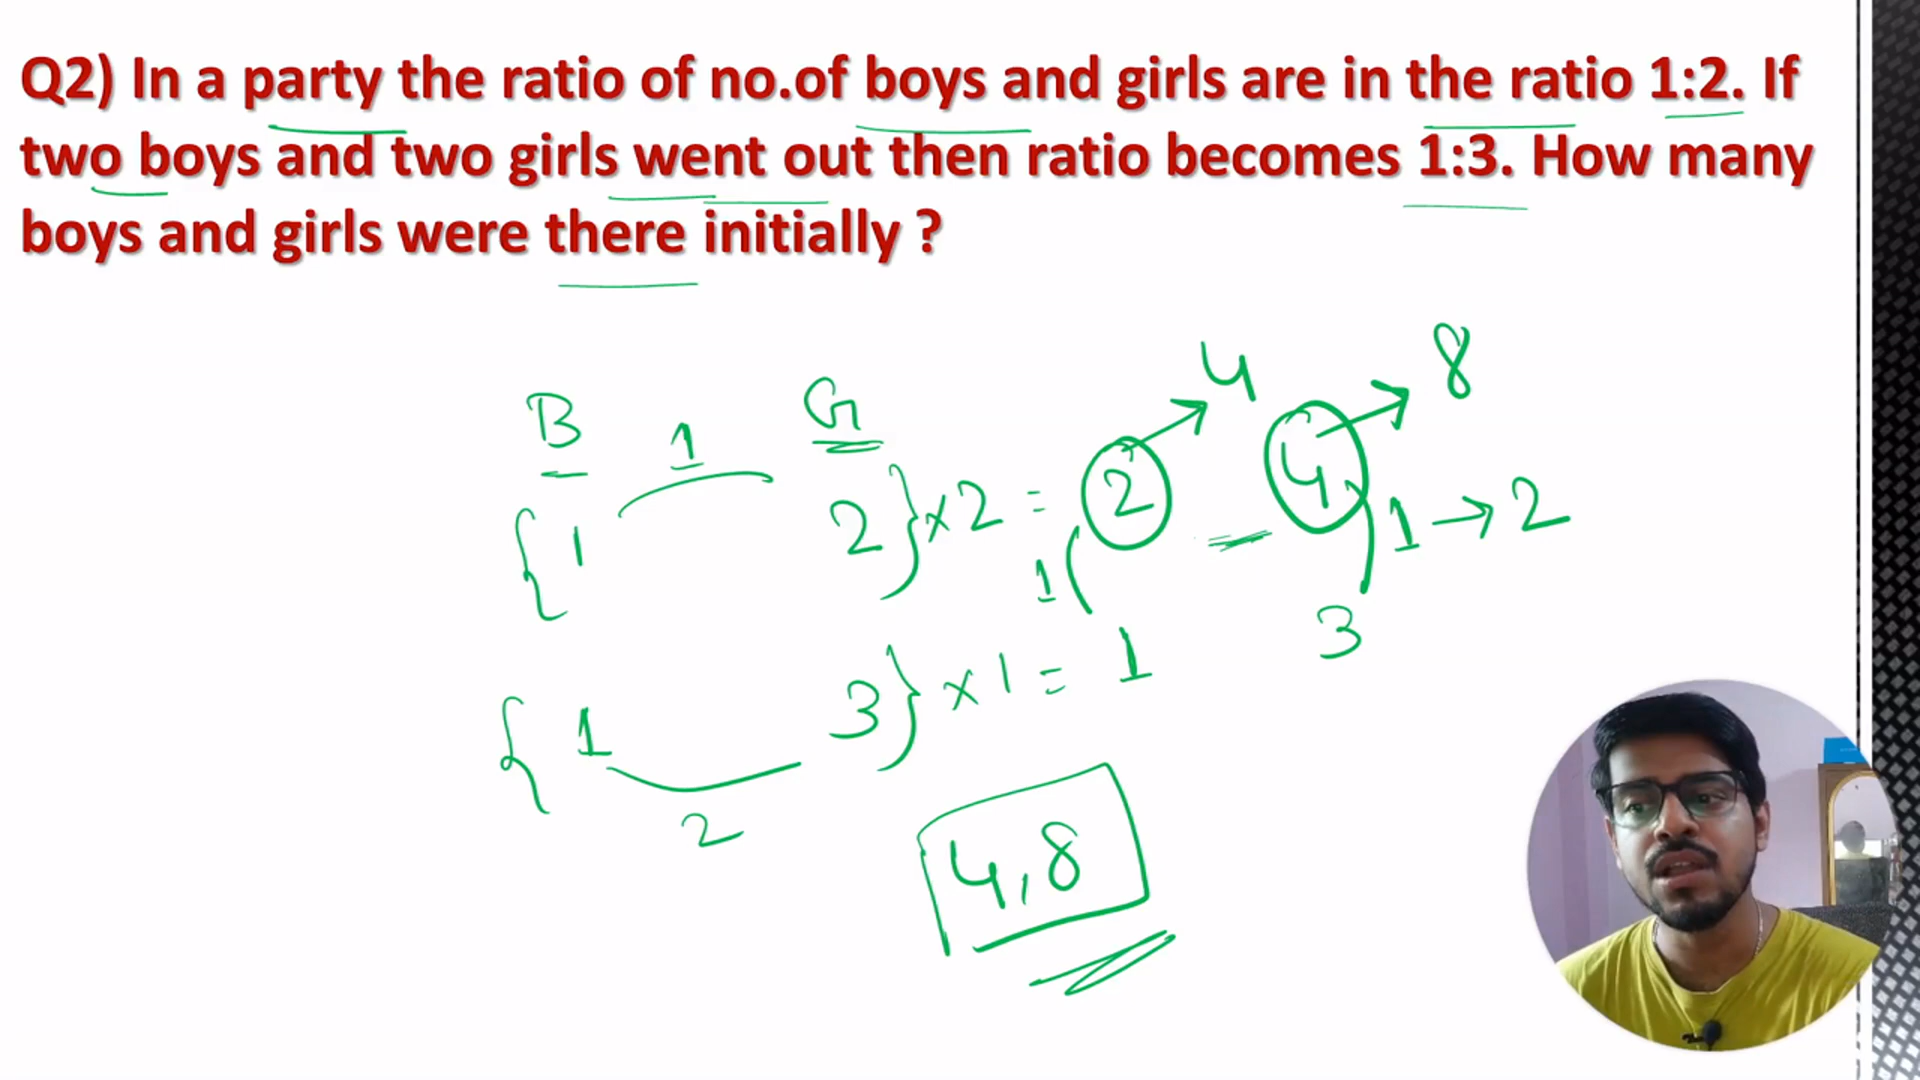 Q2) In a party the ratio of no.of boys and girls are in the ratio 1:2. If
two boys and two girls went out then ratio becomes 1:3. How many
boys and girls were there initially ?
4 8
B 1 G
{ 1 2 } × 2 = 2 4 1 → 2
1 3
{ 1 3 } × 1 = 1
2
4,8